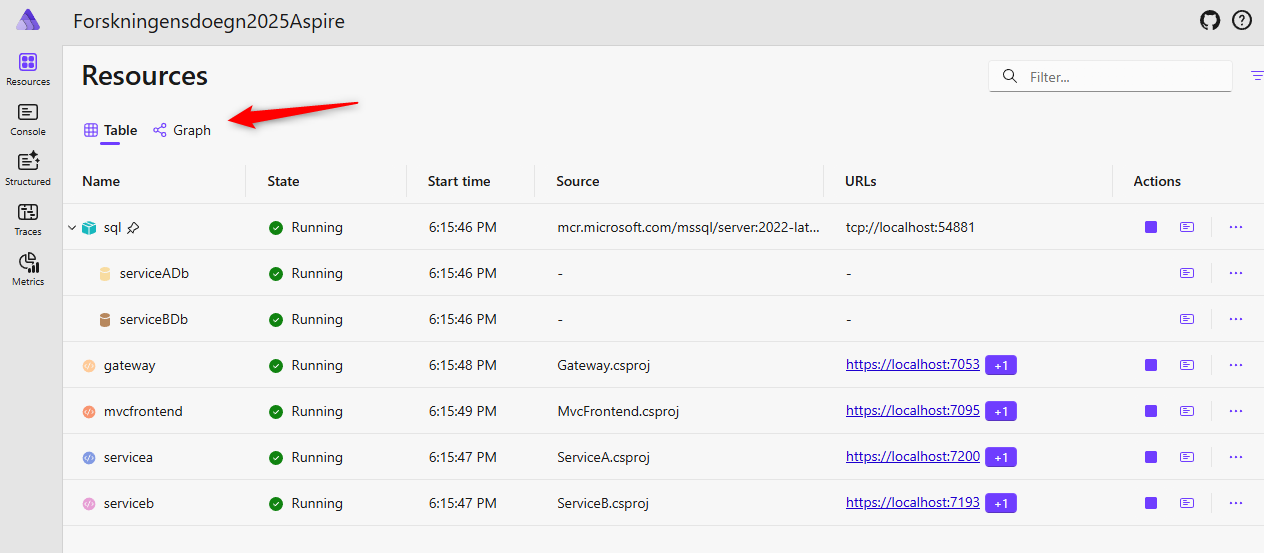 Forskningensdoegn2025Aspire
Resources
Console
Structured
Traces
Metrics
Resources
Filter...
Table Graph
Name State Start time Source URLs Actions
sql Running 6:15:46 PM mcr.microsoft.com/mssql/server:2022-lat... tcp://localhost:54881
serviceADb Running 6:15:46 PM - -
serviceBDb Running 6:15:46 PM - -
gateway Running 6:15:48 PM Gateway.csproj https://localhost:7053 +1
mvcfrontend Running 6:15:49 PM MvcFrontend.csproj https://localhost:7095 +1
servicea Running 6:15:47 PM ServiceA.csproj https://localhost:7200 +1
serviceb Running 6:15:47 PM ServiceB.csproj https://localhost:7193 +1